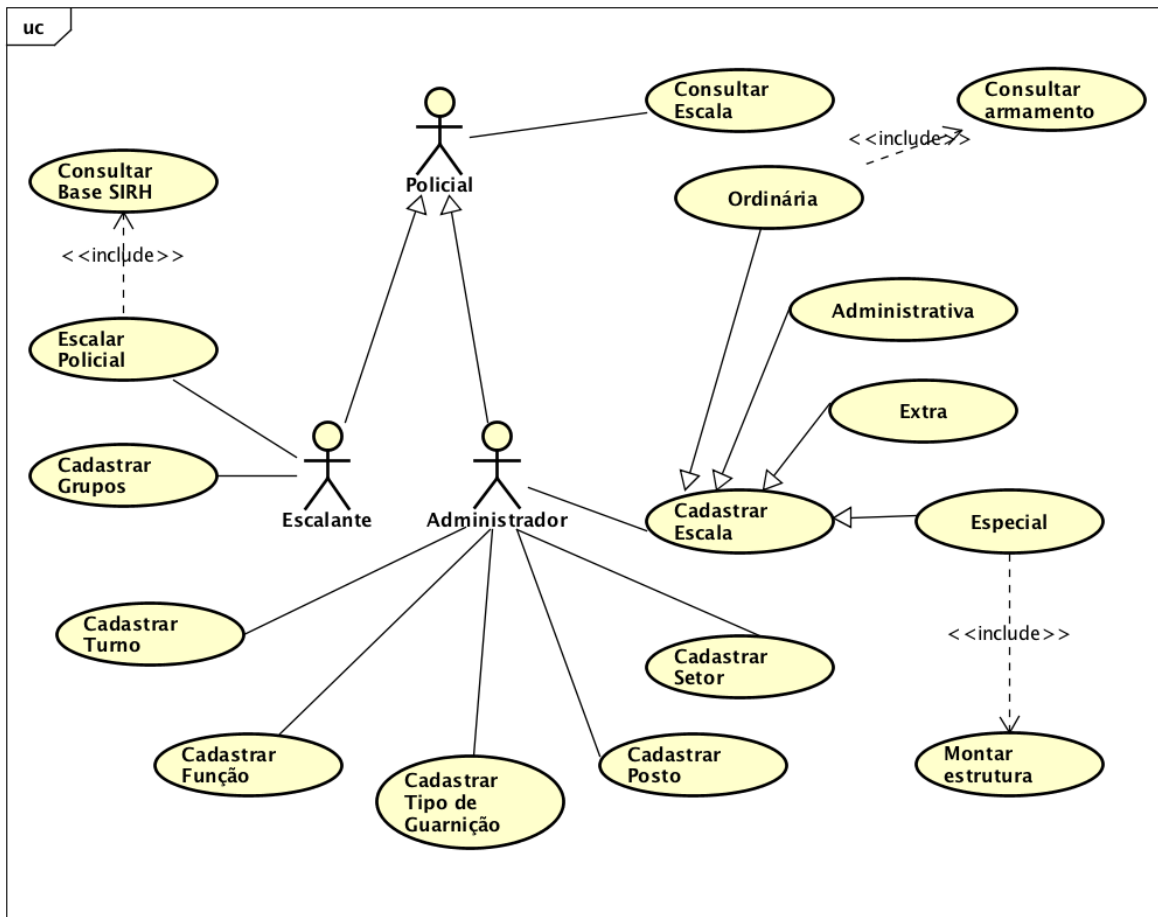 uc
Consultar
Escala
Consultar
armamento
<<include>>
Policial
Ordinária
Consultar
Base SIRH
<<include>>
Administrativa
Escalar
Policial
Extra
Cadastrar
Grupos
Escalante
Administrador
Cadastrar
Escala
Especial
Cadastrar
Turno
<<include>>
Cadastrar
Setor
Cadastrar
Função
Cadastrar
Tipo de
Guarnição
Cadastrar
Posto
Montar
estrutura